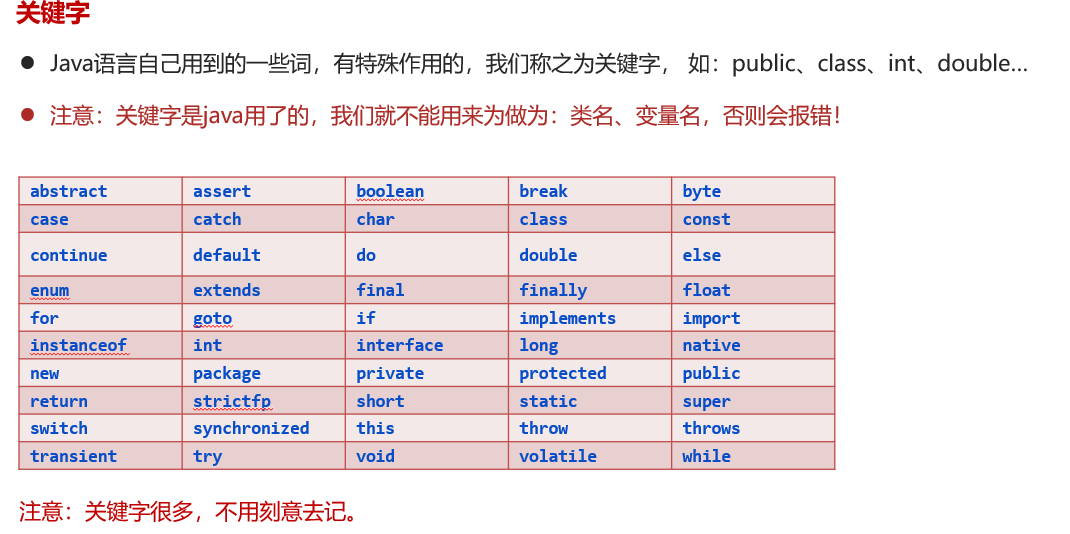 关键字
Java语言自己用到的一些词，有特殊作用的，我们称之为关键字， 如：public、class、int、double…
注意：关键字是java用了的，我们就不能用来为做为：类名、变量名，否则会报错！
abstract assert boolean break byte
case catch char class const
continue default do double else
enum extends final finally float
for goto if implements import
instanceof int interface long native
new package private protected public
return strictfp short static super
switch synchronized this throw throws
transient try void volatile while
注意：关键字很多，不用刻意去记。